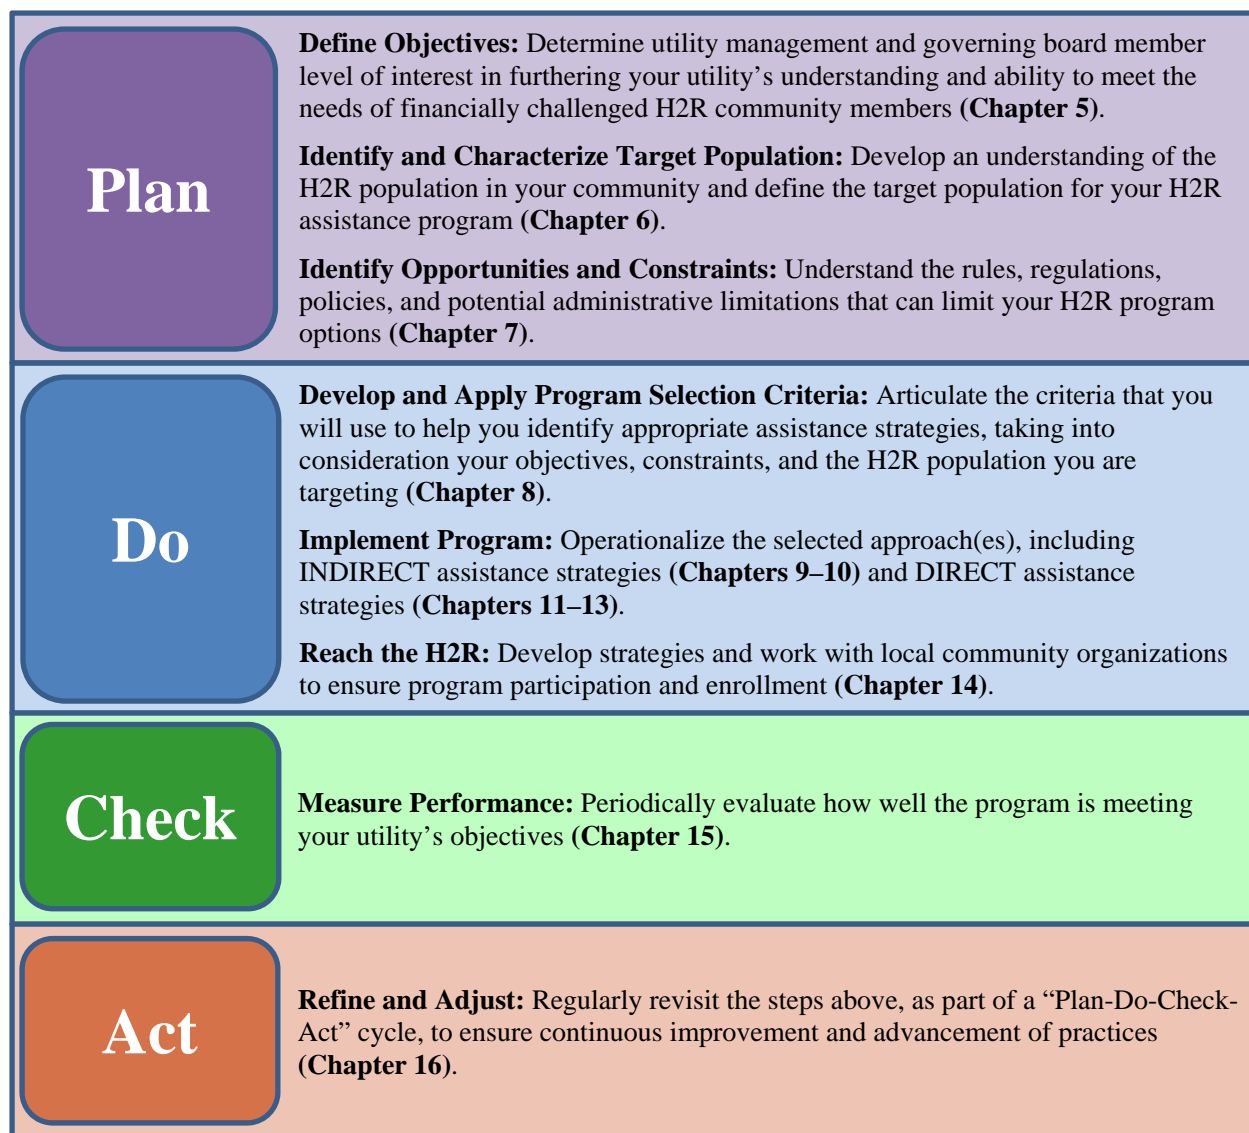 Plan
Define Objectives: Determine utility management and governing board member
level of interest in furthering your utility’s understanding and ability to meet the
needs of financially challenged H2R community members (Chapter 5).
Identify and Characterize Target Population: Develop an understanding of the
H2R population in your community and define the target population for your H2R
assistance program (Chapter 6).
Identify Opportunities and Constraints: Understand the rules, regulations,
policies, and potential administrative limitations that can limit your H2R program
options (Chapter 7).
Do
Develop and Apply Program Selection Criteria: Articulate the criteria that you
will use to help you identify appropriate assistance strategies, taking into
consideration your objectives, constraints, and the H2R population you are
targeting (Chapter 8).
Implement Program: Operationalize the selected approach(es), including
INDIRECT assistance strategies (Chapters 9–10) and DIRECT assistance
strategies (Chapters 11–13).
Reach the H2R: Develop strategies and work with local community organizations
to ensure program participation and enrollment (Chapter 14).
Check
Measure Performance: Periodically evaluate how well the program is meeting
your utility’s objectives (Chapter 15).
Act
Refine and Adjust: Regularly revisit the steps above, as part of a “Plan-Do-Check-
Act” cycle, to ensure continuous improvement and advancement of practices
(Chapter 16).